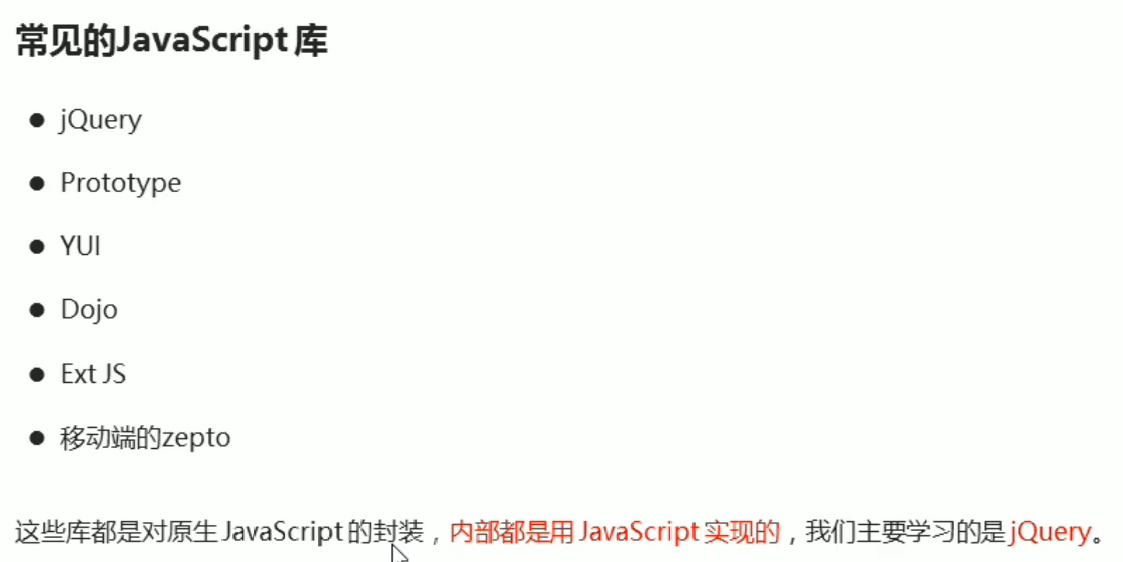 常见的JavaScript 库
● jQuery
● Prototype
● YUI
● Dojo
● Ext JS
● 移动端的zepto
这些库都是对原生 JavaScript 的封装，内部都是用 JavaScript 实现的，我们主要学习的是 jQuery。